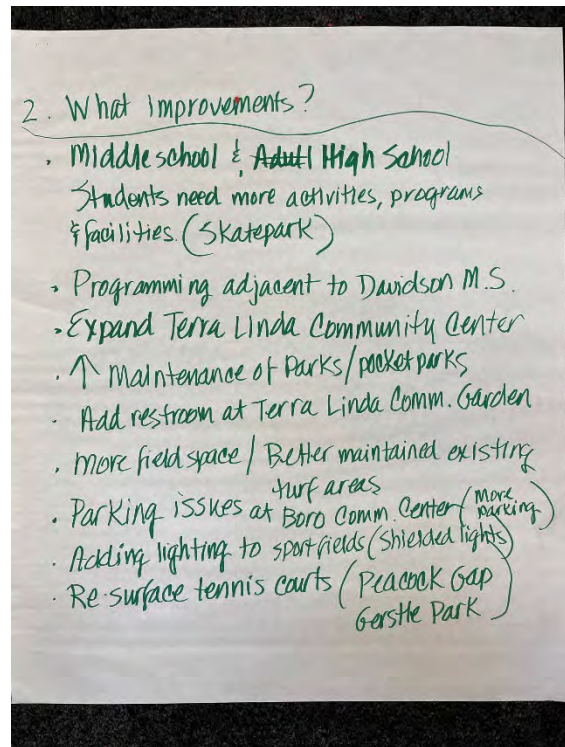 2. What improvements?
· Middle school & Adult High School
Students need more activities, programs
& facilities. (Skatepark)
· Programming adjacent to Davidson M.S.
· Expand Terra Linda Community Center
· ↑ Maintenance of Parks/pocket parks
· Add restroom at Terra Linda Comm. Garden
· More field space / Better maintained existing
turf areas
· Parking issues at Boro Comm. Center (More
parking)
· Adding lighting to sport fields (Shielded lights)
· Re-surface tennis courts (Peacock Gap
Gerstle Park)